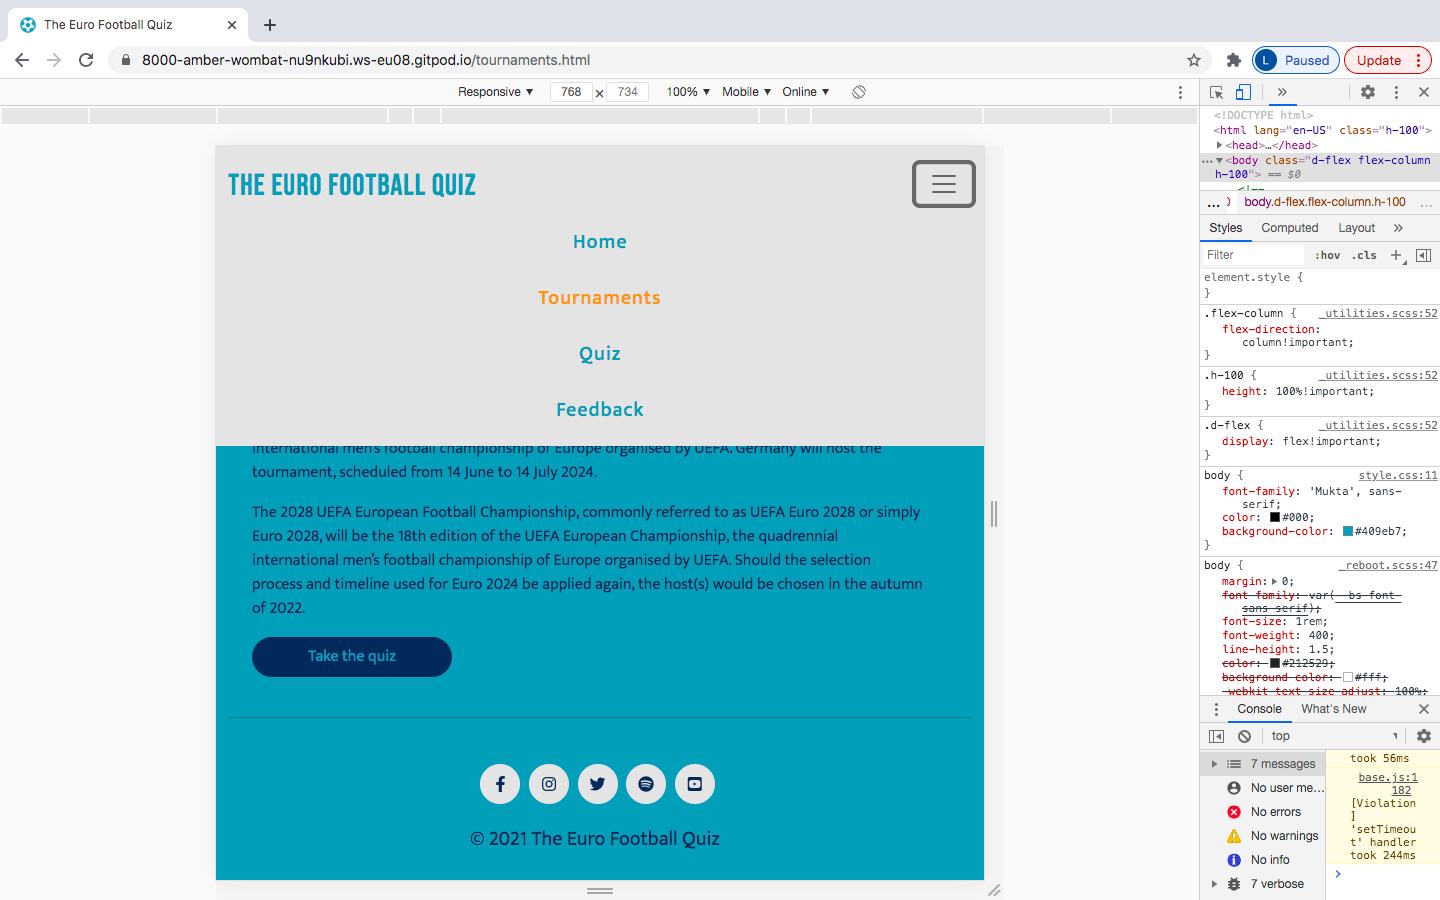 The Euro Football Quiz
8000-amber-wombat-nu9nkubi.ws-eu08.gitpod.io/tournaments.html
L Paused
Update
Responsive ▼ 768 × 734 100% ▼ Mobile ▼ Online ▼
THE EURO FOOTBALL QUIZ
Home
Tournaments
Quiz
Feedback
international men's football championship of Europe organised by UEFA. Germany will host the
tournament, scheduled from 14 June to 14 July 2024.
The 2028 UEFA European Football Championship, commonly referred to as UEFA Euro 2028 or simply
Euro 2028, will be the 18th edition of the UEFA European Championship, the quadrennial
international men's football championship of Europe organised by UEFA. Should the selection
process and timeline used for Euro 2024 be applied again, the host(s) would be chosen in the autumn
of 2022.
Take the quiz
© 2021 The Euro Football Quiz
<!DOCTYPE html>
<html lang="en-US" class="h-100">
▶<head>…</head>
…▼<body class="d-flex flex-column
h-100"> == $0
<!--
… body.d-flex.flex-column.h-100 …
Styles Computed Layout »
Filter :hov .cls +
element.style {
}
.flex-column { _utilities.scss:52
flex-direction:
column!important;
}
.h-100 { _utilities.scss:52
height: 100%!important;
}
.d-flex { _utilities.scss:52
display: flex!important;
}
body { style.css:11
font-family: 'Mukta', sans-
serif;
color: #000;
background-color: #409eb7;
}
body { _reboot.scss:47
margin: ▶ 0;
font-family: var(--bs-font-
sans-serif);
font-size: 1rem;
font-weight: 400;
line-height: 1.5;
color: #212529;
background-color: #fff;
-webkit-text-size-adjust: 100%;
Console What's New
top
7 messages
No user me…
No errors
No warnings
No info
7 verbose
took 56ms
base.js:1
182
[Violation
]
'setTimeou
t' handler
took 244ms